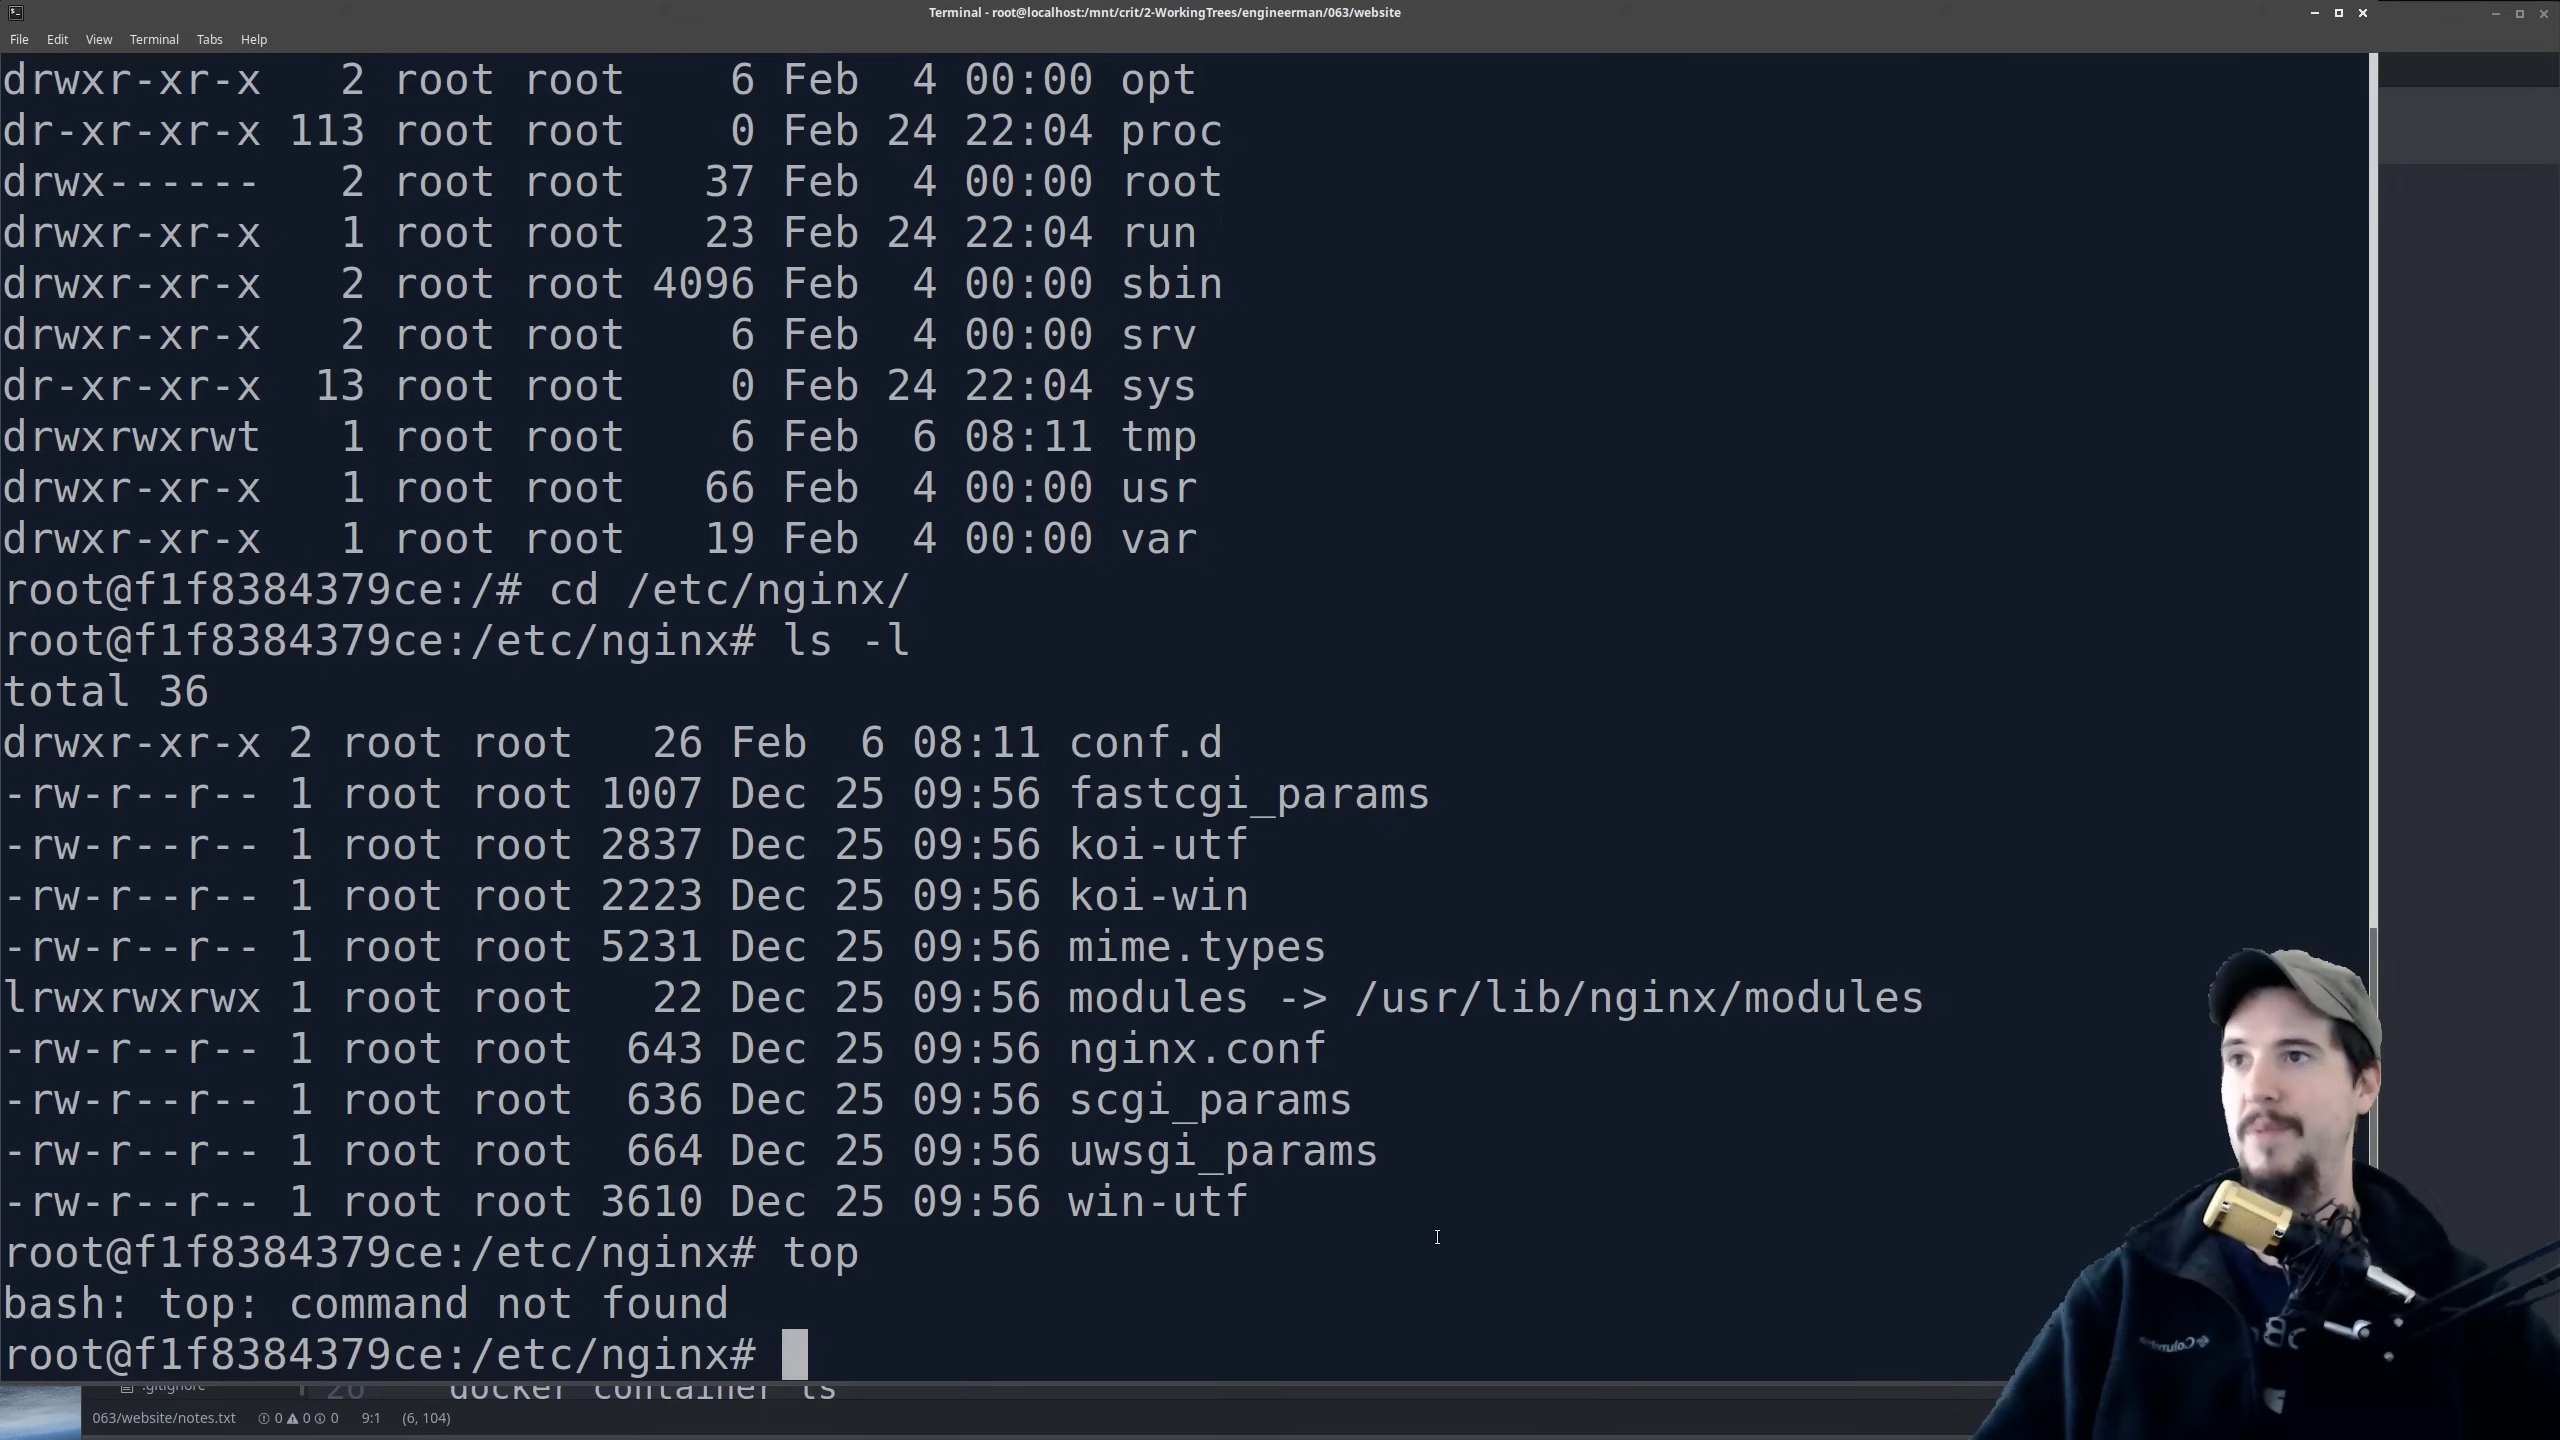 Terminal - root@localhost:/mnt/crit/2-WorkingTrees/engineerman/063/website
File Edit View Terminal Tabs Help
drwxr-xr-x   2 root root    6 Feb  4 00:00 opt
dr-xr-xr-x 113 root root    0 Feb 24 22:04 proc
drwx------   2 root root   37 Feb  4 00:00 root
drwxr-xr-x   1 root root   23 Feb 24 22:04 run
drwxr-xr-x   2 root root 4096 Feb  4 00:00 sbin
drwxr-xr-x   2 root root    6 Feb  4 00:00 srv
dr-xr-xr-x  13 root root    0 Feb 24 22:04 sys
drwxrwxrwt   1 root root    6 Feb  6 08:11 tmp
drwxr-xr-x   1 root root   66 Feb  4 00:00 usr
drwxr-xr-x   1 root root   19 Feb  4 00:00 var
root@f1f8384379ce:/# cd /etc/nginx/
root@f1f8384379ce:/etc/nginx# ls -l
total 36
drwxr-xr-x 2 root root   26 Feb  6 08:11 conf.d
-rw-r--r-- 1 root root 1007 Dec 25 09:56 fastcgi_params
-rw-r--r-- 1 root root 2837 Dec 25 09:56 koi-utf
-rw-r--r-- 1 root root 2223 Dec 25 09:56 koi-win
-rw-r--r-- 1 root root 5231 Dec 25 09:56 mime.types
lrwxrwxrwx 1 root root   22 Dec 25 09:56 modules -> /usr/lib/nginx/modules
-rw-r--r-- 1 root root  643 Dec 25 09:56 nginx.conf
-rw-r--r-- 1 root root  636 Dec 25 09:56 scgi_params
-rw-r--r-- 1 root root  664 Dec 25 09:56 uwsgi_params
-rw-r--r-- 1 root root 3610 Dec 25 09:56 win-utf
root@f1f8384379ce:/etc/nginx# top
bash: top: command not found
root@f1f8384379ce:/etc/nginx#
.gitignore 26 docker container ls
063/website/notes.txt 0 0 0 9:1 (6, 104)
Columbia